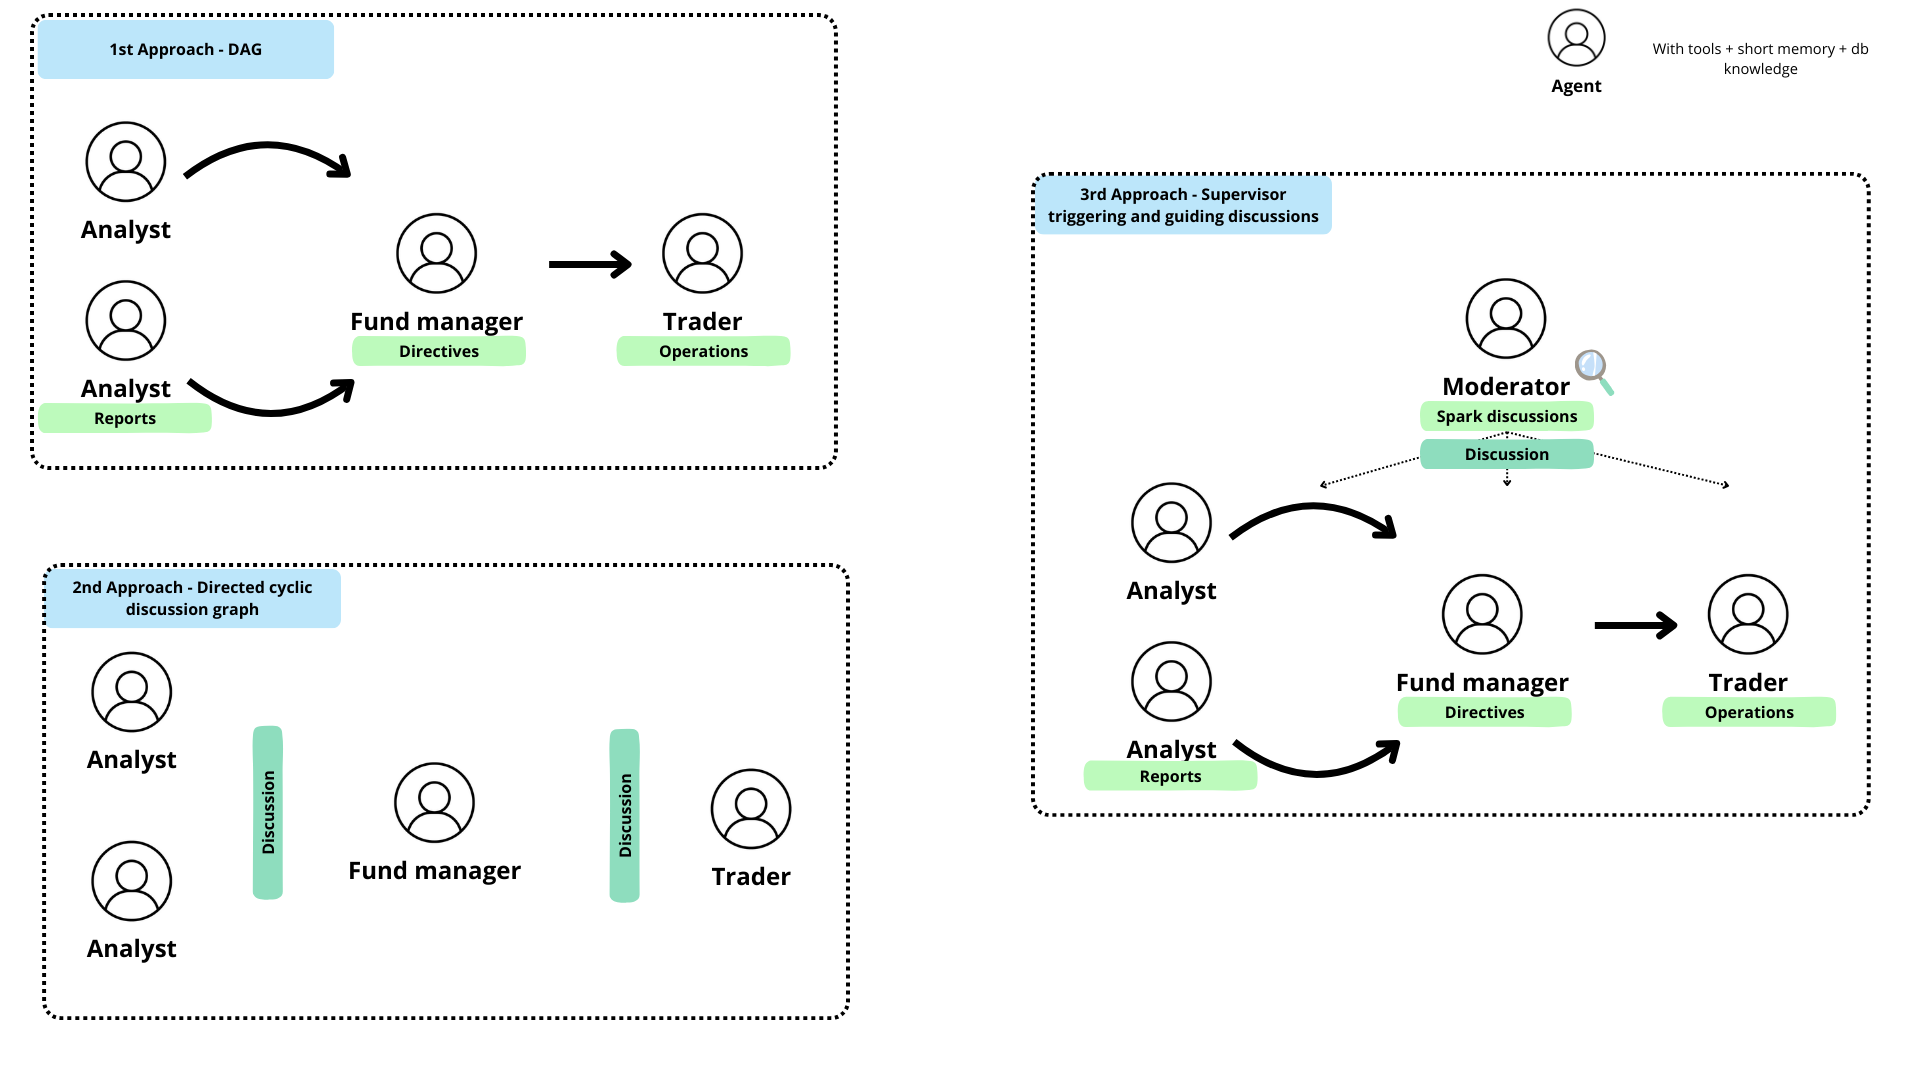 1st Approach - DAG
Analyst
Analyst
Reports
Fund manager
Directives
Trader
Operations
Agent
With tools + short memory + db
knowledge
2nd Approach - Directed cyclic
discussion graph
Analyst
Analyst
Discussion
Fund manager
Discussion
Trader
3rd Approach - Supervisor
triggering and guiding discussions
Moderator
Spark discussions
Discussion
Analyst
Analyst
Reports
Fund manager
Directives
Trader
Operations